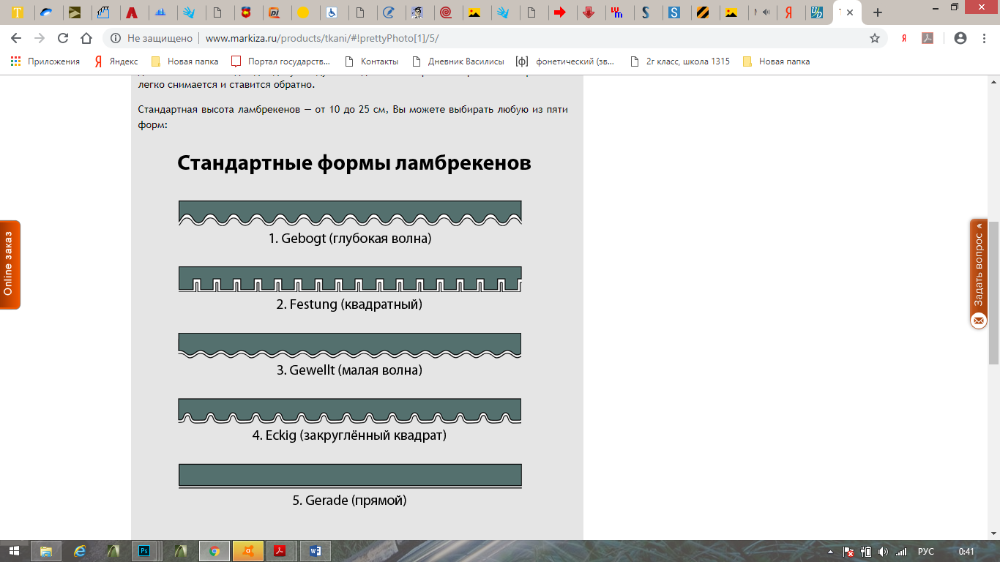 Не защищено
www.markiza.ru/products/tkani/#!prettyPhoto[1]/5/
Приложения
Яндекс
Новая папка
Портал государств...
Контакты
Дневник Василисы
[ф] фонетический (зв...
2г класс, школа 1315
Новая папка
легко снимается и ставится обратно.
Стандартная высота ламбрекенов — от 10 до 25 см, Вы можете выбирать любую из пяти
форм:
Стандартные формы ламбрекенов
1. Gebogt (глубокая волна)
2. Festung (квадратный)
3. Gewellt (малая волна)
4. Eckig (закруглённый квадрат)
5. Gerade (прямой)
Online заказ
Задать вопрос
РУС
0:41